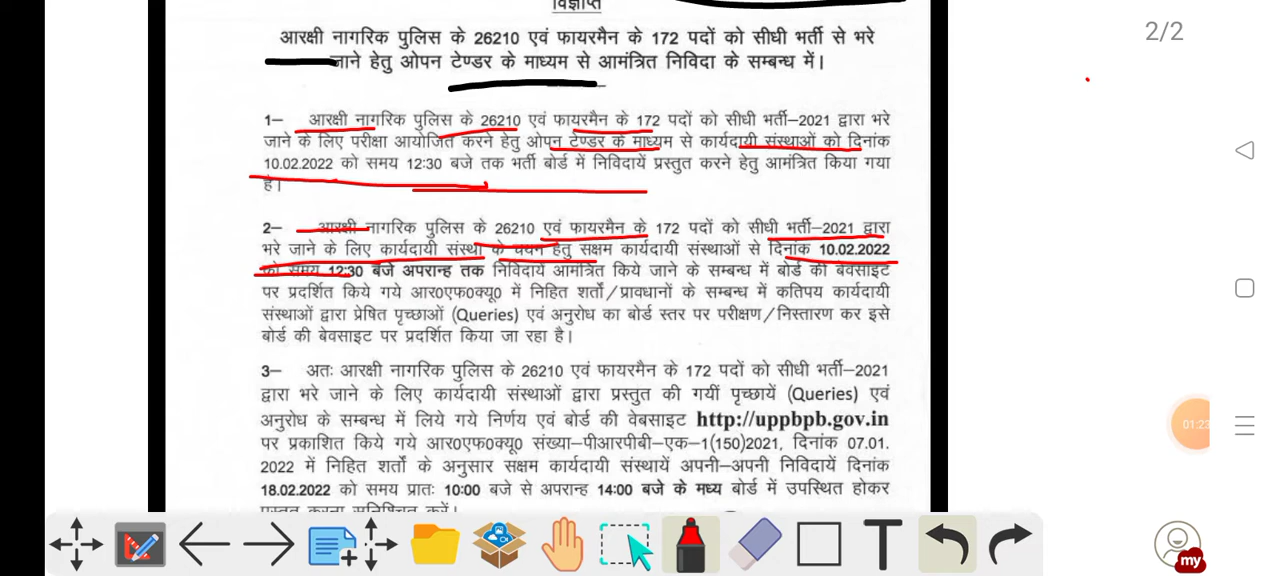 विज्ञप्ति
2/2
आरक्षी नागरिक पुलिस के 26210 एवं फायरमैन के 172 पदों को सीधी भर्ती से भरे
जाने हेतु ओपन टेण्डर के माध्यम से आमंत्रित निविदा के सम्बन्ध में।
1– आरक्षी नागरिक पुलिस के 26210 एवं फायरमैन के 172 पदों को सीधी भर्ती–2021 द्वारा भरे
जाने के लिए परीक्षा आयोजित करने हेतु ओपन टेण्डर के माध्यम से कार्यदायी संस्थाओं को दिनांक
10.02.2022 को समय 12:30 बजे तक भर्ती बोर्ड में निविदायें प्रस्तुत करने हेतु आमंत्रित किया गया
है।
2– आरक्षी नागरिक पुलिस के 26210 एवं फायरमैन के 172 पदों को सीधी भर्ती–2021 द्वारा
भरे जाने के लिए कार्यदायी संस्था के चयन हेतु सक्षम कार्यदायी संस्थाओं से दिनांक 10.02.2022
को समय 12:30 बजे अपरान्ह तक निविदायें आमंत्रित किये जाने के सम्बन्ध में बोर्ड की बेवसाइट
पर प्रदर्शित किये गये आर0एफ0क्यू0 में निहित शर्तों/प्रावधानों के सम्बन्ध में कतिपय कार्यदायी
संस्थाओं द्वारा प्रेषित पृच्छाओं (Queries) एवं अनुरोध का बोर्ड स्तर पर परीक्षण/निस्तारण कर इसे
बोर्ड की बेवसाइट पर प्रदर्शित किया जा रहा है।
3– अतः आरक्षी नागरिक पुलिस के 26210 एवं फायरमैन के 172 पदों को सीधी भर्ती–2021
द्वारा भरे जाने के लिए कार्यदायी संस्थाओं द्वारा प्रस्तुत की गयीं पृच्छायें (Queries) एवं
अनुरोध के सम्बन्ध में लिये गये निर्णय एवं बोर्ड की वेबसाइट http://uppbpb.gov.in
पर प्रकाशित किये गये आर0एफ0क्यू0 संख्या–पीआरपीबी–एक–1(150)2021, दिनांक 07.01.
2022 में निहित शर्तों के अनुसार सक्षम कार्यदायी संस्थायें अपनी–अपनी निविदायें दिनांक
18.02.2022 को समय प्रातः 10:00 बजे से अपरान्ह 14:00 बजे के मध्य बोर्ड में उपस्थित होकर
प्रस्तुत करना सुनिश्चित करें।
01:23
T
my